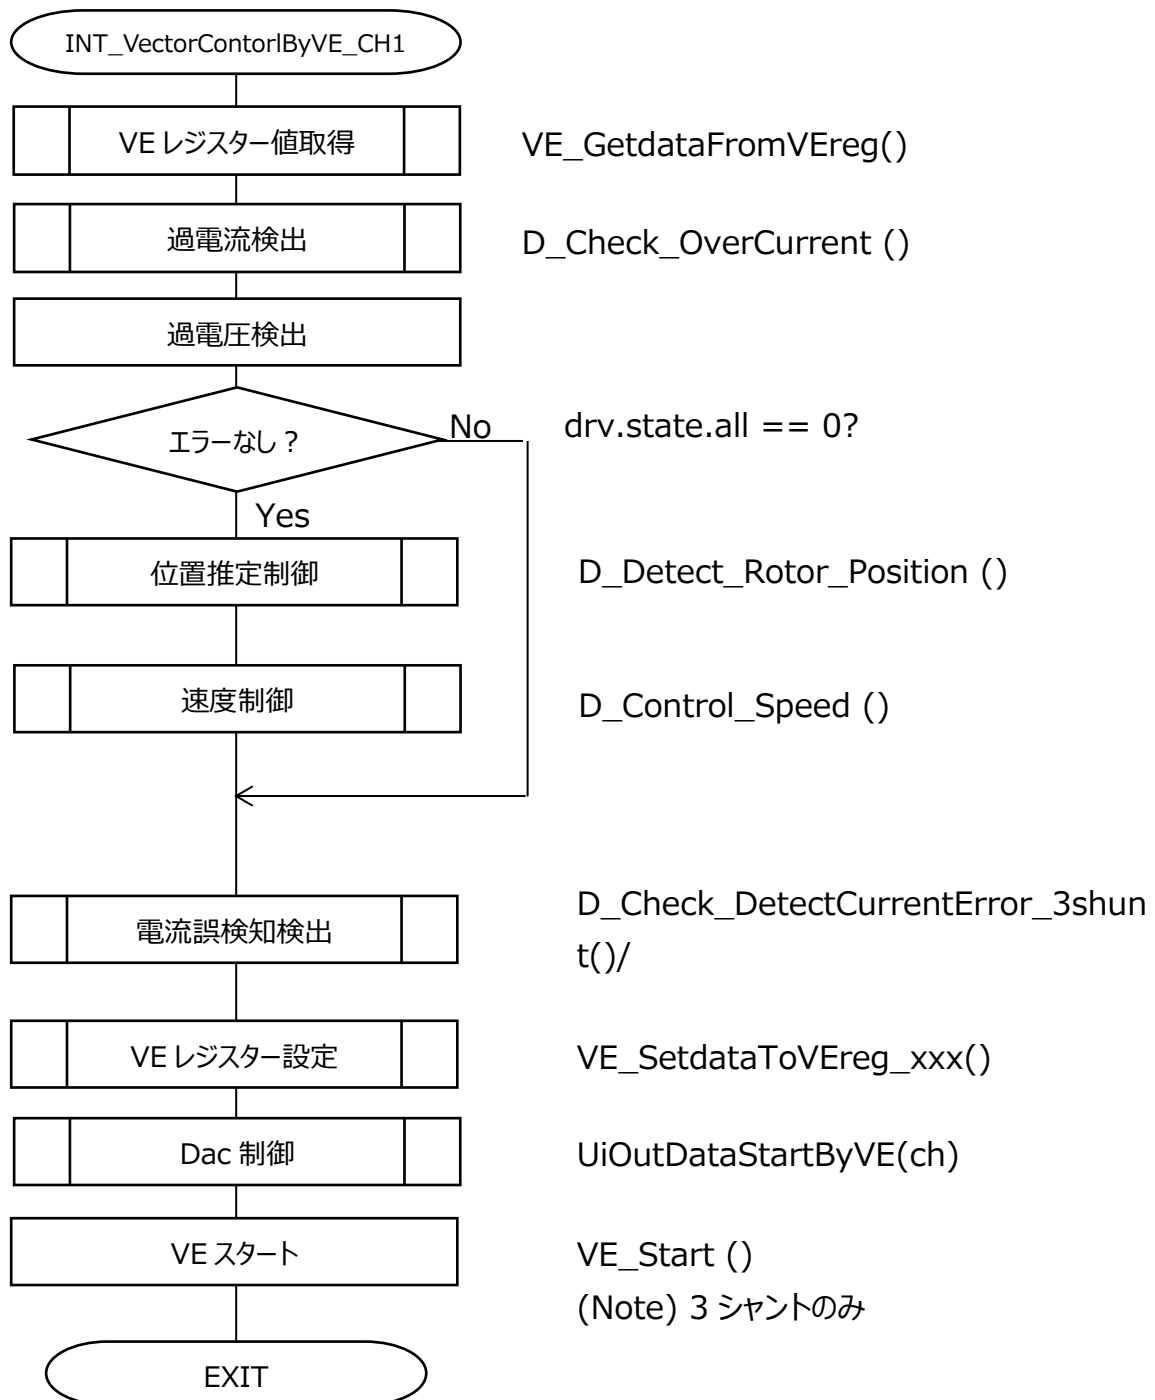 INT_VectorContorlByVE_CH1
VE レジスター値取得
VE_GetdataFromVEreg()
過電流検出
D_Check_OverCurrent ()
過電圧検出
エラーなし？
No
drv.state.all == 0?
Yes
位置推定制御
D_Detect_Rotor_Position ()
速度制御
D_Control_Speed ()
電流誤検知検出
D_Check_DetectCurrentError_3shun
t()/
VE レジスター設定
VE_SetdataToVEreg_xxx()
Dac 制御
UiOutDataStartByVE(ch)
VE スタート
VE_Start ()
(Note) 3 シャントのみ
EXIT